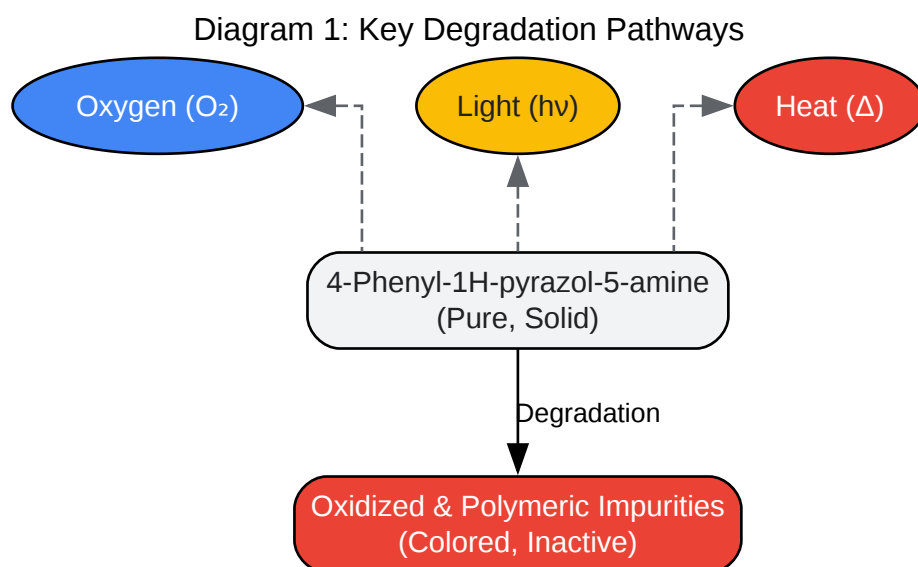 Diagram 1: Key Degradation Pathways
Oxygen (O₂)
Light (hν)
Heat (Δ)
4-Phenyl-1H-pyrazol-5-amine
(Pure, Solid)
Degradation
Oxidized & Polymeric Impurities
(Colored, Inactive)